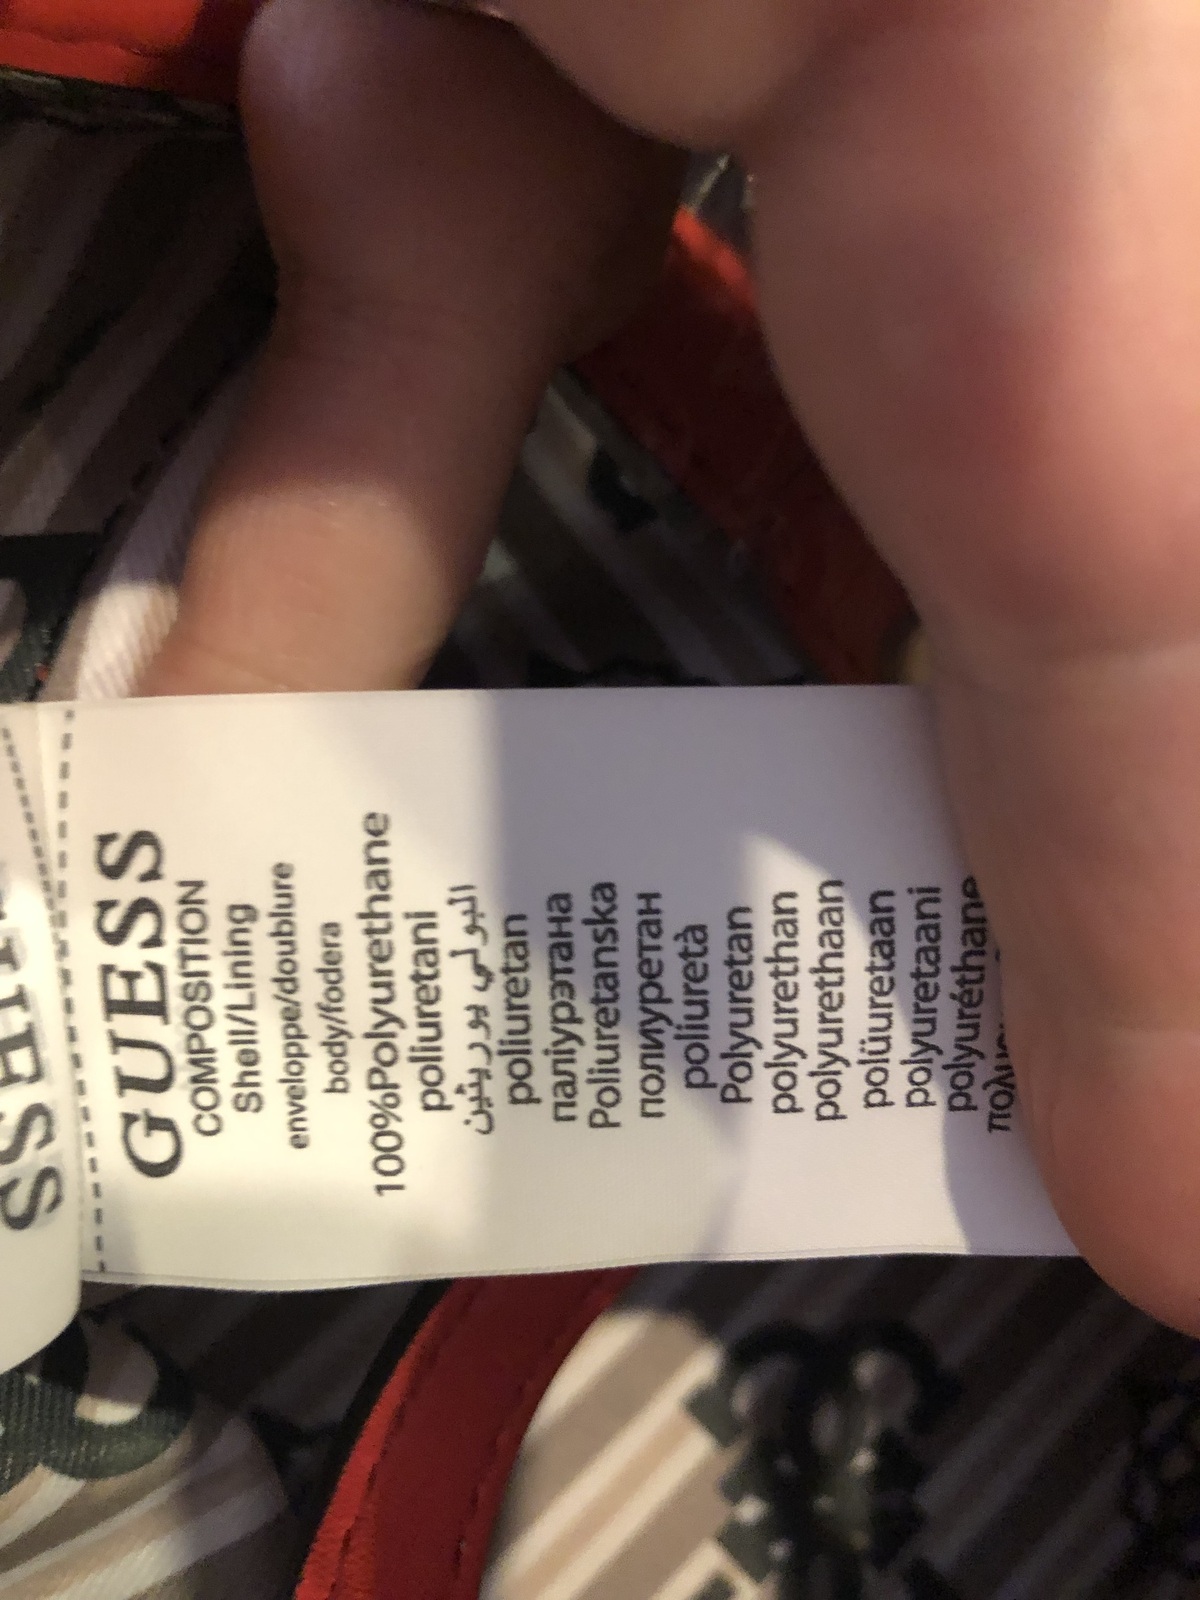 GUESS
COMPOSITION
Shell/Lining
enveloppe/doublure
body/fodera
100%Polyurethane
poliuretani
البولي يوريثين
poliuretan
паліурэтана
Poliuretanska
полиуретан
poliuretà
Polyuretan
polyurethan
polyurethaan
polüuretaan
polyuretaani
polyuréthane